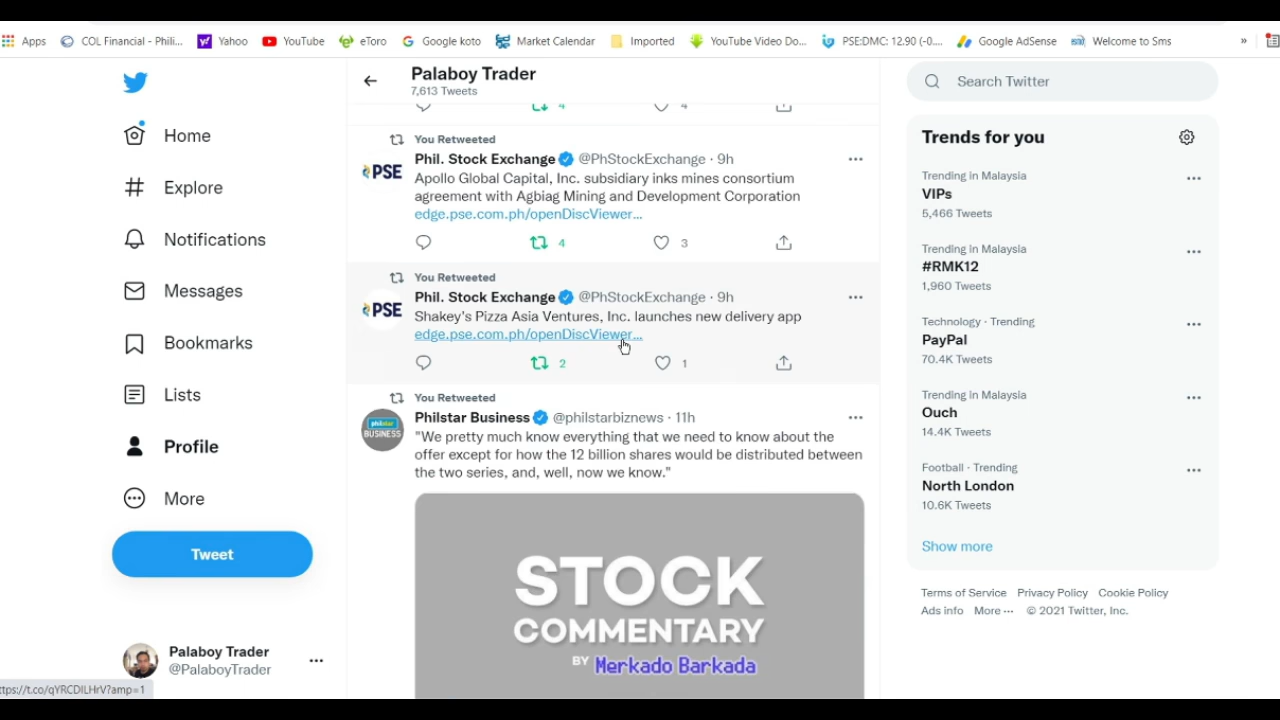 Apps
COL Financial - Phili...
Yahoo
YouTube
eToro
Google koto
Market Calendar
Imported
YouTube Video Do...
PSE:DMC: 12.90 (-0....
Google AdSense
Welcome to Sms
»
Home
Explore
Notifications
Messages
Bookmarks
Lists
Profile
More
Tweet
Palaboy Trader
@PalaboyTrader
ttps://t.co/qYRCDILHrV?amp=1
Palaboy Trader
7,613 Tweets
4
4
You Retweeted
PSE
Phil. Stock Exchange @PhStockExchange · 9h
Apollo Global Capital, Inc. subsidiary inks mines consortium
agreement with Agbiag Mining and Development Corporation
edge.pse.com.ph/openDiscViewer...
4
3
You Retweeted
PSE
Phil. Stock Exchange @PhStockExchange · 9h
Shakey's Pizza Asia Ventures, Inc. launches new delivery app
edge.pse.com.ph/openDiscViewer...
2
1
You Retweeted
philstar
BUSINESS
Philstar Business @philstarbiznews · 11h
"We pretty much know everything that we need to know about the
offer except for how the 12 billion shares would be distributed between
the two series, and, well, now we know."
STOCK
COMMENTARY
BY Merkado Barkada
Search Twitter
Trends for you
Trending in Malaysia
VIPs
5,466 Tweets
Trending in Malaysia
#RMK12
1,960 Tweets
Technology · Trending
PayPal
70.4K Tweets
Trending in Malaysia
Ouch
14.4K Tweets
Football · Trending
North London
10.6K Tweets
Show more
Terms of Service Privacy Policy Cookie Policy
Ads info More ··· © 2021 Twitter, Inc.